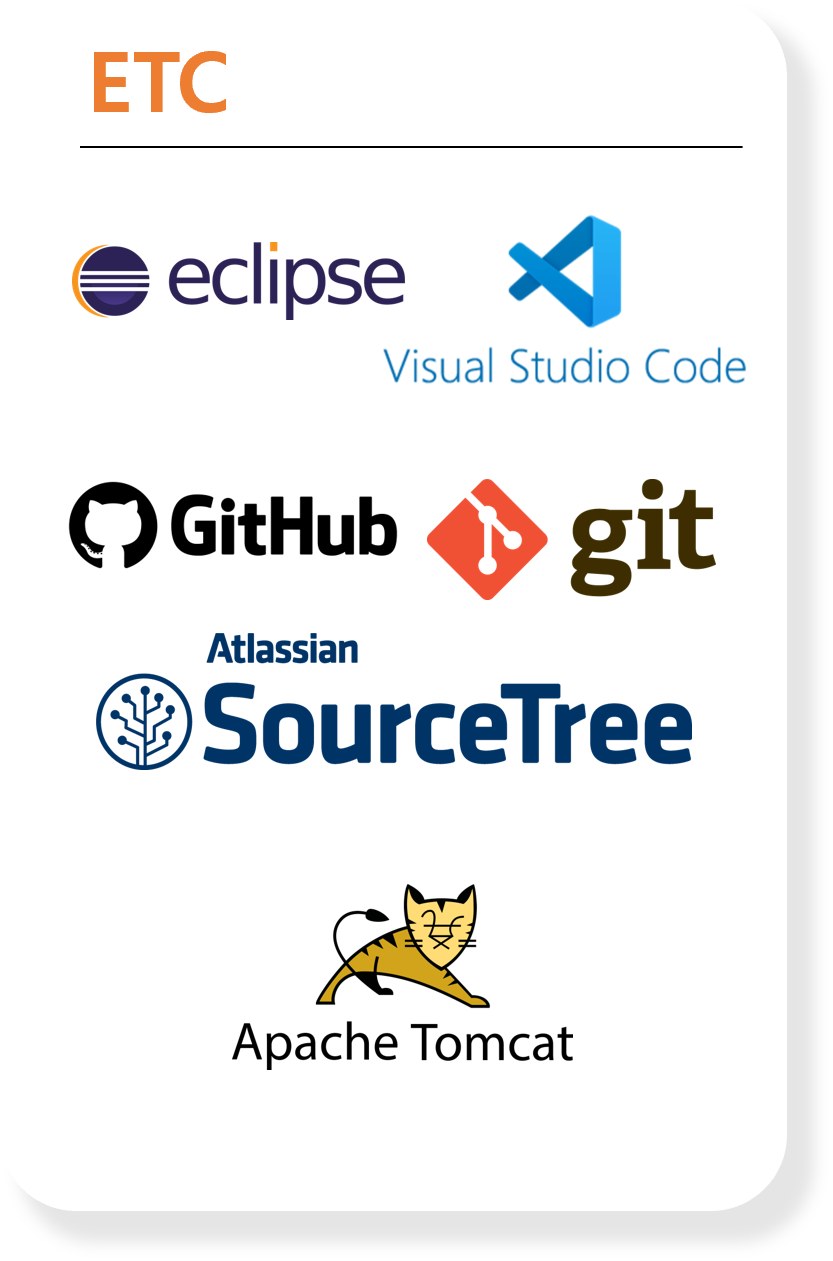 ETC
eclipse
Visual Studio Code
GitHub
git
Atlassian
SourceTree
Apache Tomcat